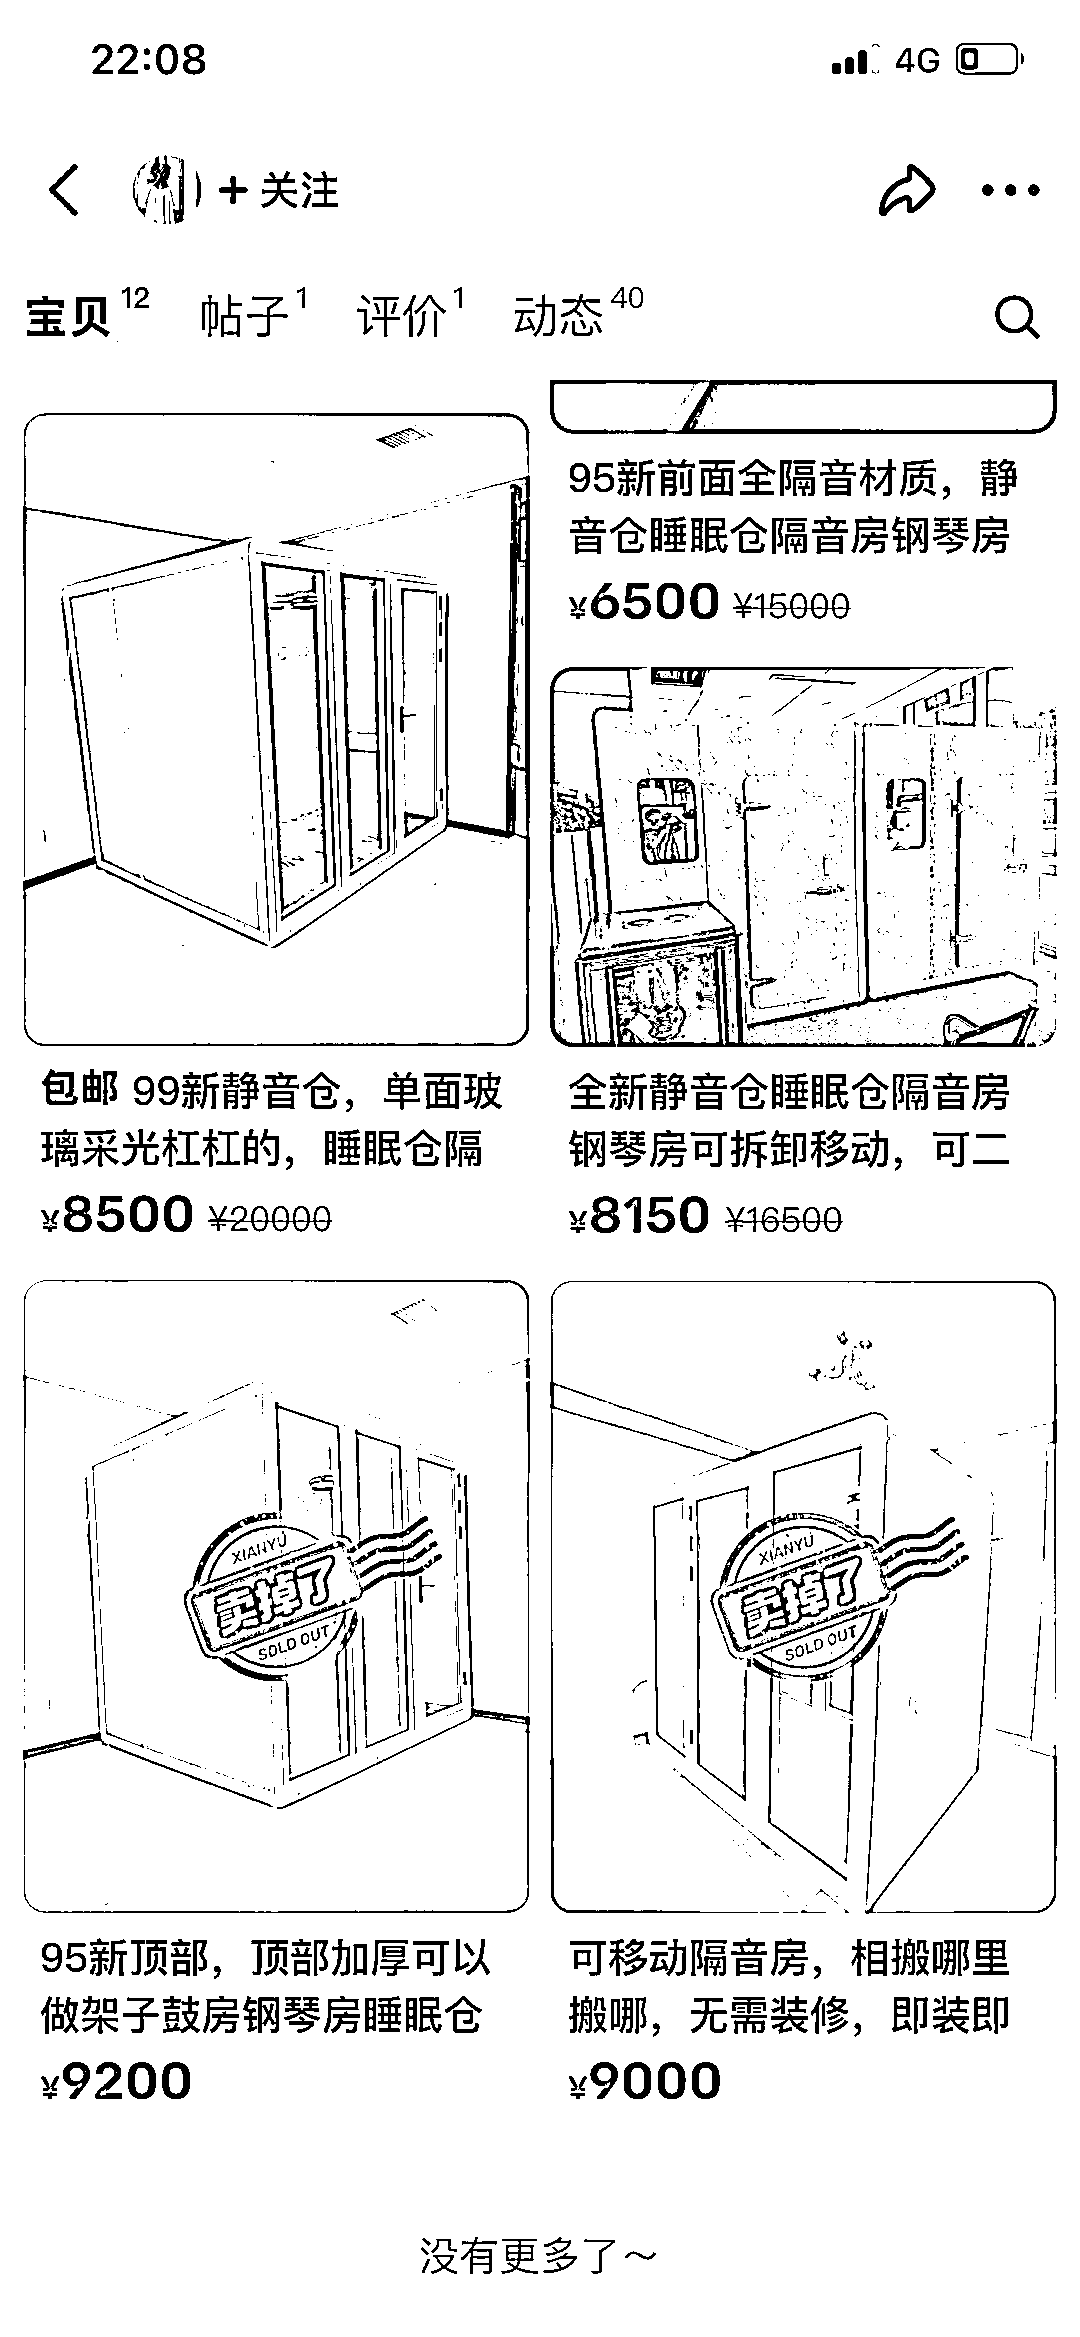 22:08
4G
+ 关注
宝贝 12 帖子 1 评价 1 动态 40
95新前面全隔音材质，静
音仓睡眠仓隔音房钢琴房
¥6500 ¥15000
包邮 99新静音仓，单面玻
璃采光杠杠的，睡眠仓隔
¥8500 ¥20000
全新静音仓睡眠仓隔音房
钢琴房可拆卸移动，可二
¥8150 ¥16500
XIANYU
卖掉了
SOLD OUT
95新顶部，顶部加厚可以
做架子鼓房钢琴房睡眠仓
¥9200
XIANYU
卖掉了
SOLD OUT
可移动隔音房，相搬哪里
搬哪，无需装修，即装即
¥9000
没有更多了～